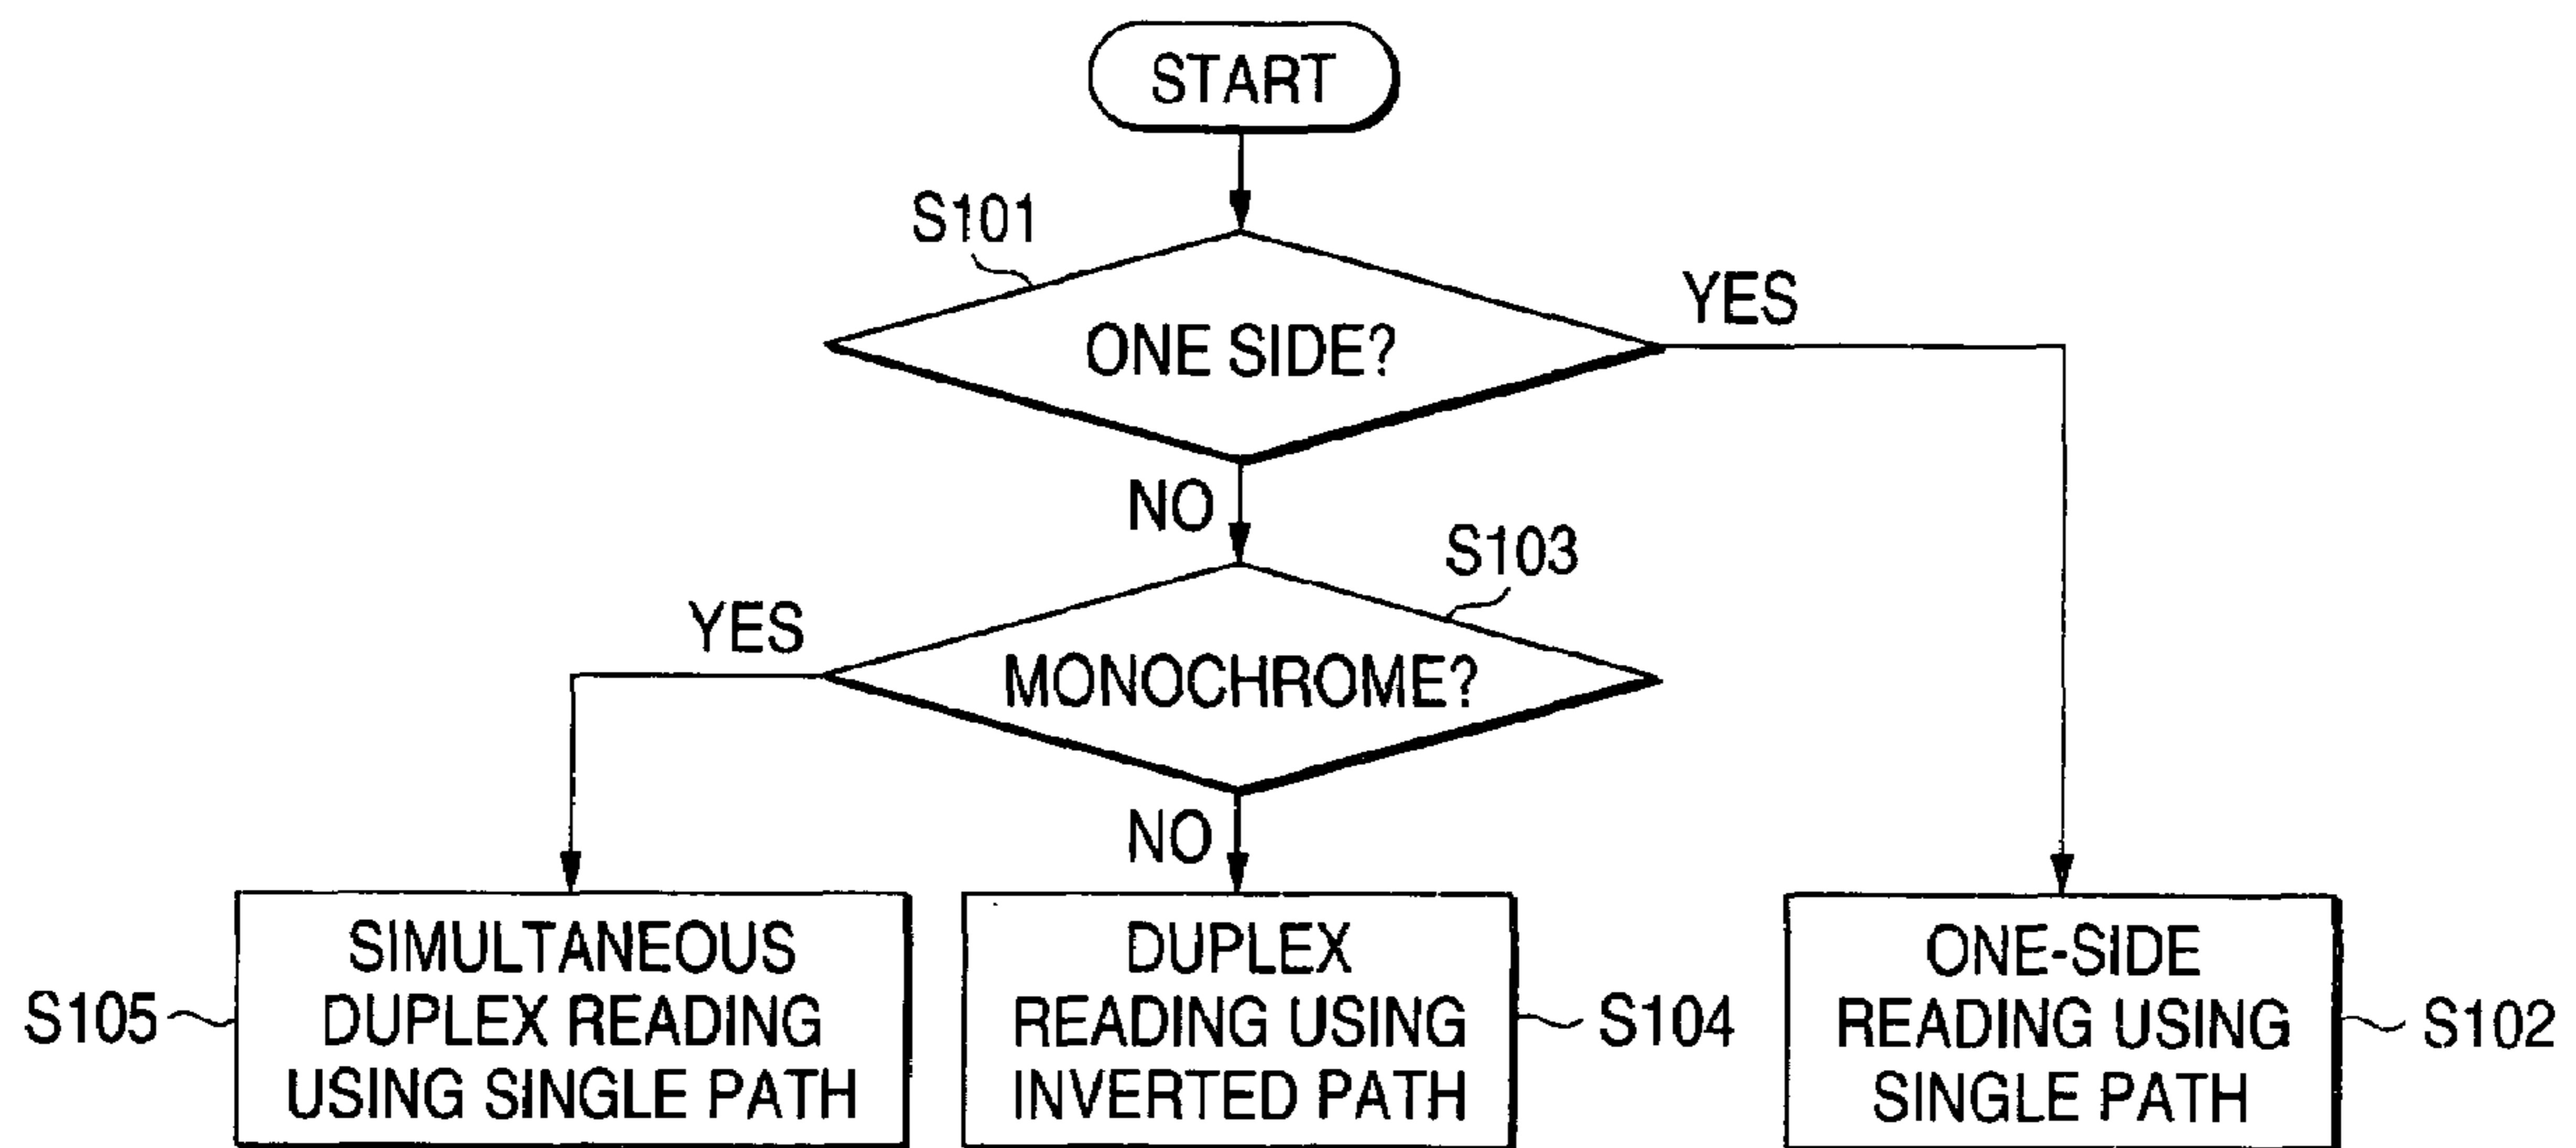 START
S101
ONE SIDE?
YES
NO
S103
YES
MONOCHROME?
NO
SIMULTANEOUS
DUPLEX READING
USING SINGLE PATH
S105
DUPLEX
READING USING
INVERTED PATH
S104
ONE-SIDE
READING USING
SINGLE PATH
S102